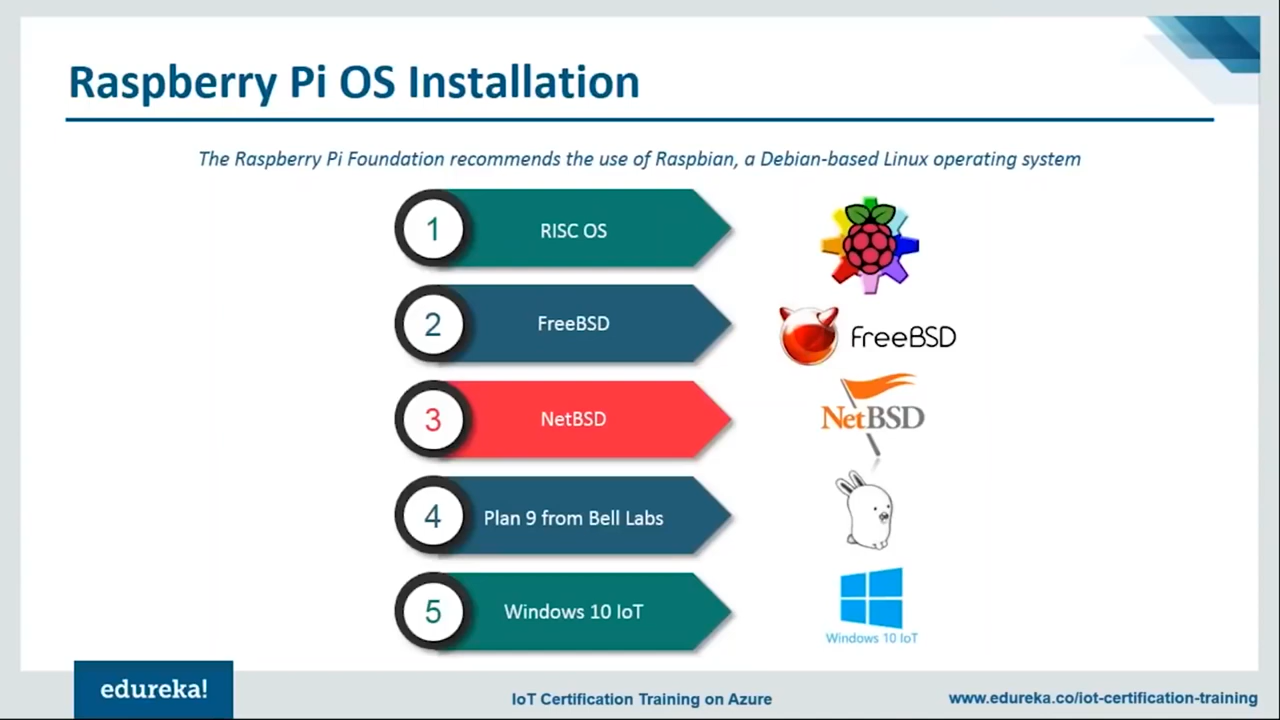 Raspberry Pi OS Installation
The Raspberry Pi Foundation recommends the use of Raspbian, a Debian-based Linux operating system
1 RISC OS
2 FreeBSD
FreeBSD
3 NetBSD
NetBSD
4 Plan 9 from Bell Labs
5 Windows 10 IoT
Windows 10 IoT
edureka!
IoT Certification Training on Azure
www.edureka.co/iot-certification-training